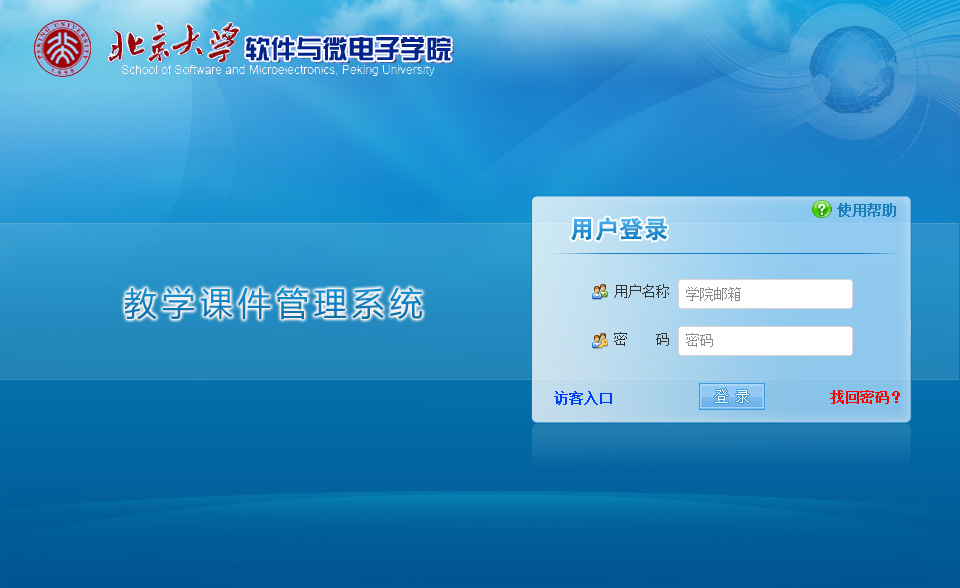 北京大学 软件与微电子学院
School of Software and Microelectronics, Peking University
PEKING UNIVERSITY
1898
使用帮助
用户登录
教学课件管理系统
用户名称 学院邮箱
密 码 密码
访客入口 登 录 找回密码？